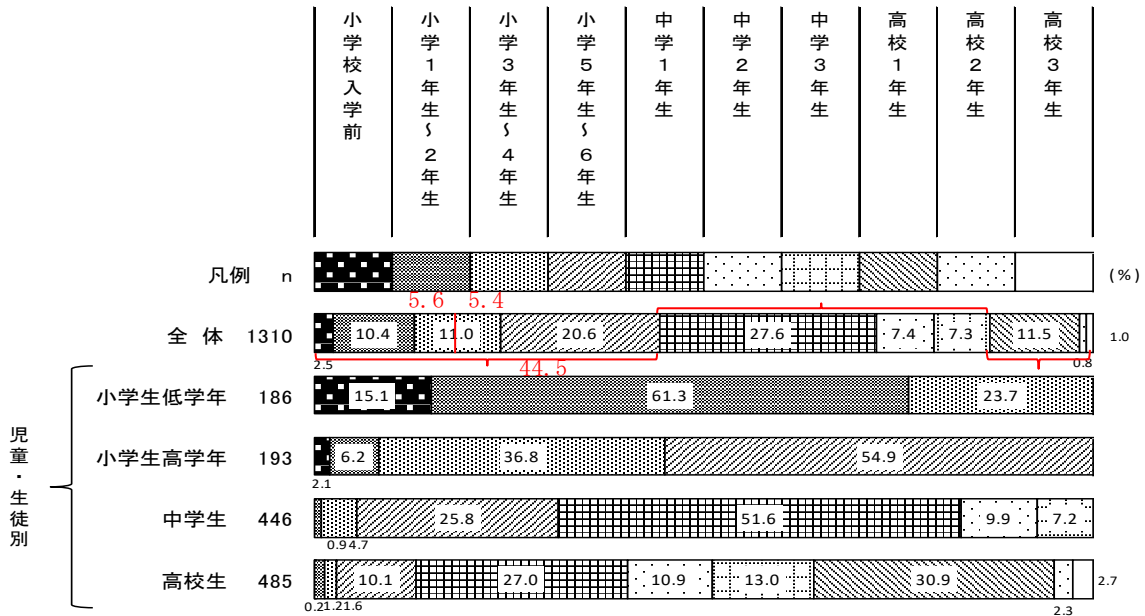 小学校入学前
小学1年生~2年生
小学3年生~4年生
小学5年生~6年生
中学1年生
中学2年生
中学3年生
高校1年生
高校2年生
高校3年生
凡例 n (%)
5.6 5.4
全 体 1310 10.4 11.0 20.6 27.6 7.4 7.3 11.5 1.0
2.5 44.5 0.8
小学生低学年 186 15.1 61.3 23.7
小学生高学年 193 6.2 36.8 54.9
2.1
中学生 446 25.8 51.6 9.9 7.2
0.9 4.7
高校生 485 10.1 27.0 10.9 13.0 30.9 2.7
0.2 1.2 1.6 2.3
児童・生徒別